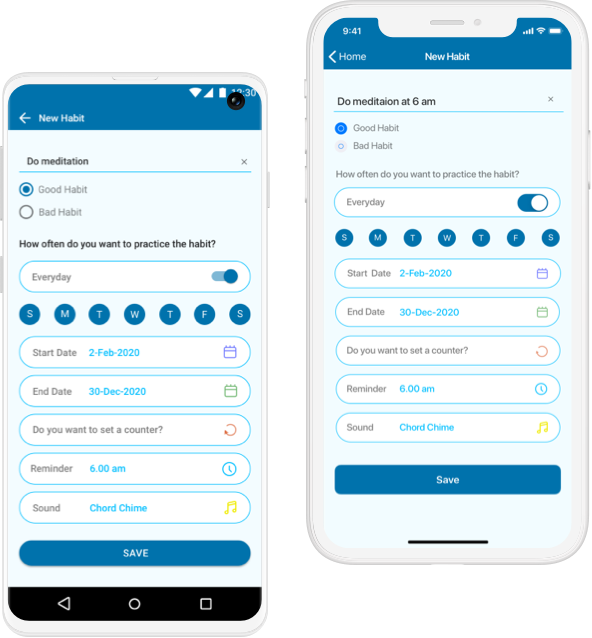 12:30
New Habit
Do meditation
Good Habit
Bad Habit
How often do you want to practice the habit?
Everyday
S M T W T F S
Start Date 2-Feb-2020
End Date 30-Dec-2020
Do you want to set a counter?
Reminder 6.00 am
Sound Chord Chime
SAVE
9:41
Home New Habit
Do meditaion at 6 am
Good Habit
Bad Habit
How often do you want to practice the habit?
Everyday
S M T W T F S
Start Date 2-Feb-2020
End Date 30-Dec-2020
Do you want to set a counter?
Reminder 6.00 am
Sound Chord Chime
Save